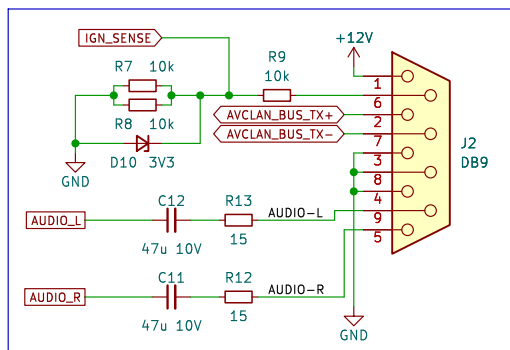 IGN_SENSE
+12V
R7 10k
R9
10k
R8 10k
D10 3V3
GND
AVCLAN_BUS_TX+
AVCLAN_BUS_TX-
1
6
2
7
3
8
4
9
5
J2
DB9
C12
R13
AUDIO_L
AUDIO-L
47u 10V
15
C11
R12
AUDIO_R
AUDIO-R
47u 10V
15
GND